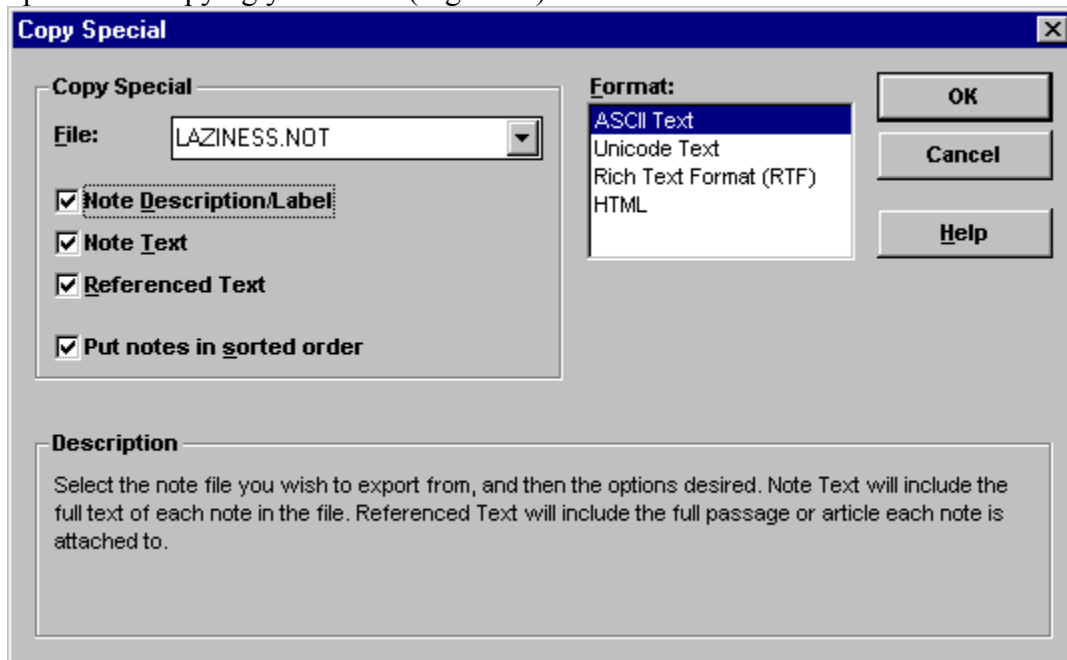 Copy Special
Copy Special
File:
LAZINESS.NOT
Note Description/Label
Note Text
Referenced Text
Put notes in sorted order
Format:
ASCII Text
Unicode Text
Rich Text Format (RTF)
HTML
OK
Cancel
Help
Description
Select the note file you wish to export from, and then the options desired. Note Text will include the
full text of each note in the file. Referenced Text will include the full passage or article each note is
attached to.